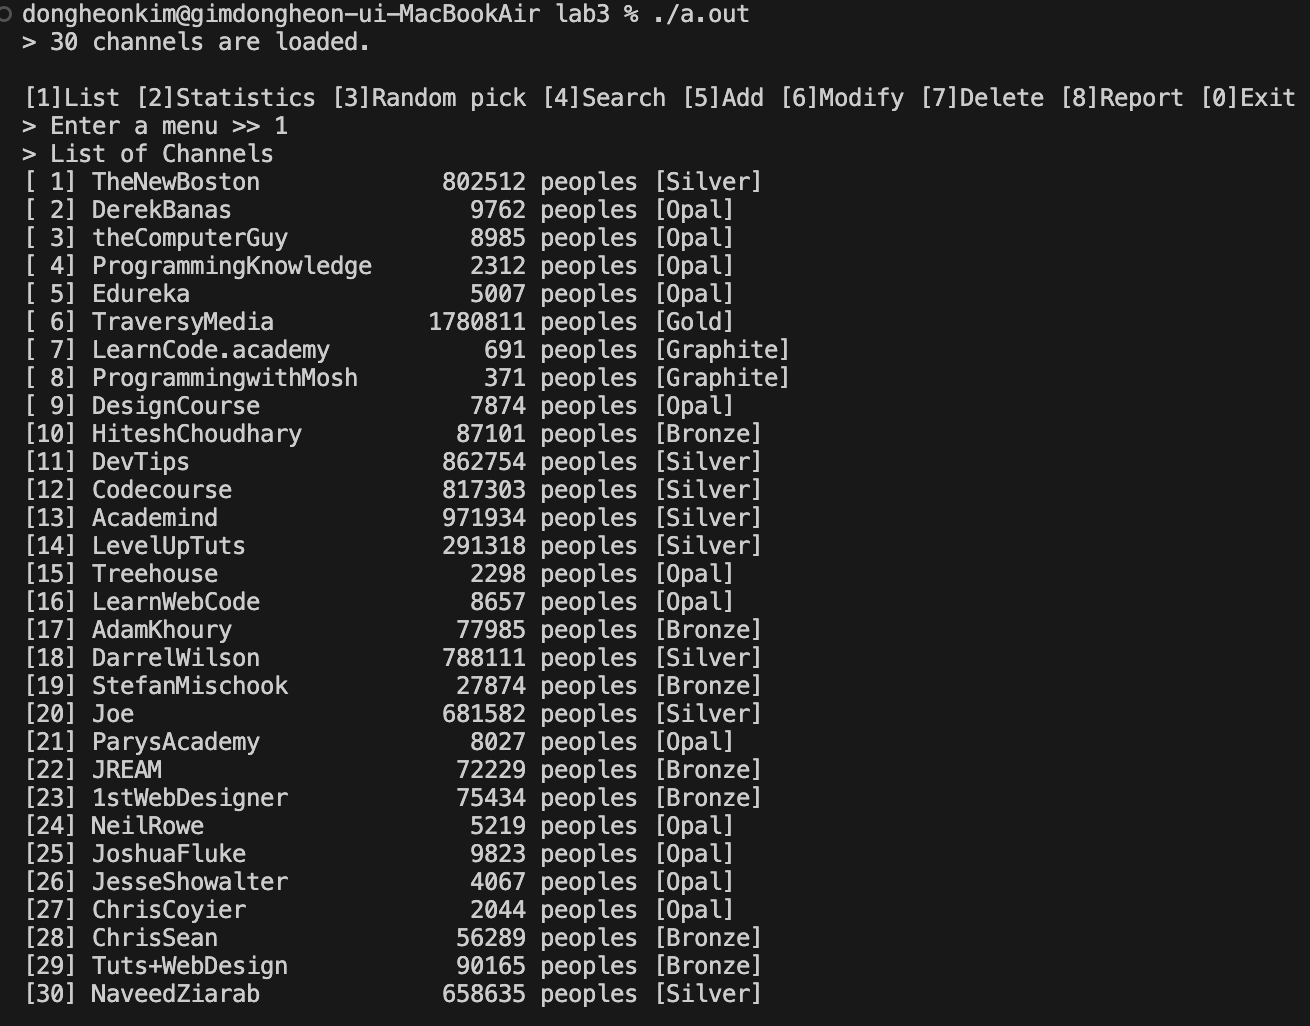 dongheonkim@gimdongheon-ui-MacBookAir lab3 % ./a.out
> 30 channels are loaded.
[1]List [2]Statistics [3]Random pick [4]Search [5]Add [6]Modify [7]Delete [8]Report [0]Exit
> Enter a menu >> 1
> List of Channels
[ 1] TheNewBoston             802512 peoples [Silver]
[ 2] DerekBanas                 9762 peoples [Opal]
[ 3] theComputerGuy             8985 peoples [Opal]
[ 4] ProgrammingKnowledge       2312 peoples [Opal]
[ 5] Edureka                    5007 peoples [Opal]
[ 6] TraversyMedia           1780811 peoples [Gold]
[ 7] LearnCode.academy           691 peoples [Graphite]
[ 8] ProgrammingwithMosh         371 peoples [Graphite]
[ 9] DesignCourse               7874 peoples [Opal]
[10] HiteshChoudhary           87101 peoples [Bronze]
[11] DevTips                  862754 peoples [Silver]
[12] Codecourse               817303 peoples [Silver]
[13] Academind                971934 peoples [Silver]
[14] LevelUpTuts              291318 peoples [Silver]
[15] Treehouse                  2298 peoples [Opal]
[16] LearnWebCode               8657 peoples [Opal]
[17] AdamKhoury                77985 peoples [Bronze]
[18] DarrelWilson             788111 peoples [Silver]
[19] StefanMischook            27874 peoples [Bronze]
[20] Joe                      681582 peoples [Silver]
[21] ParysAcademy               8027 peoples [Opal]
[22] JREAM                     72229 peoples [Bronze]
[23] 1stWebDesigner            75434 peoples [Bronze]
[24] NeilRowe                   5219 peoples [Opal]
[25] JoshuaFluke                9823 peoples [Opal]
[26] JesseShowalter             4067 peoples [Opal]
[27] ChrisCoyier                2044 peoples [Opal]
[28] ChrisSean                 56289 peoples [Bronze]
[29] Tuts+WebDesign            90165 peoples [Bronze]
[30] NaveedZiarab             658635 peoples [Silver]